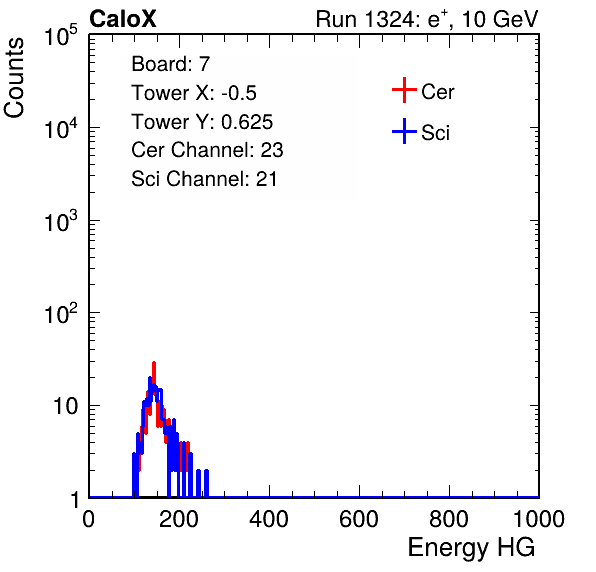 CaloX Run 1324: e⁺, 10 GeV
Counts
10⁵
10⁴
10³
10²
10
1
Board: 7
Tower X: -0.5
Tower Y: 0.625
Cer Channel: 23
Sci Channel: 21
Cer
Sci
0 200 400 600 800 1000
Energy HG